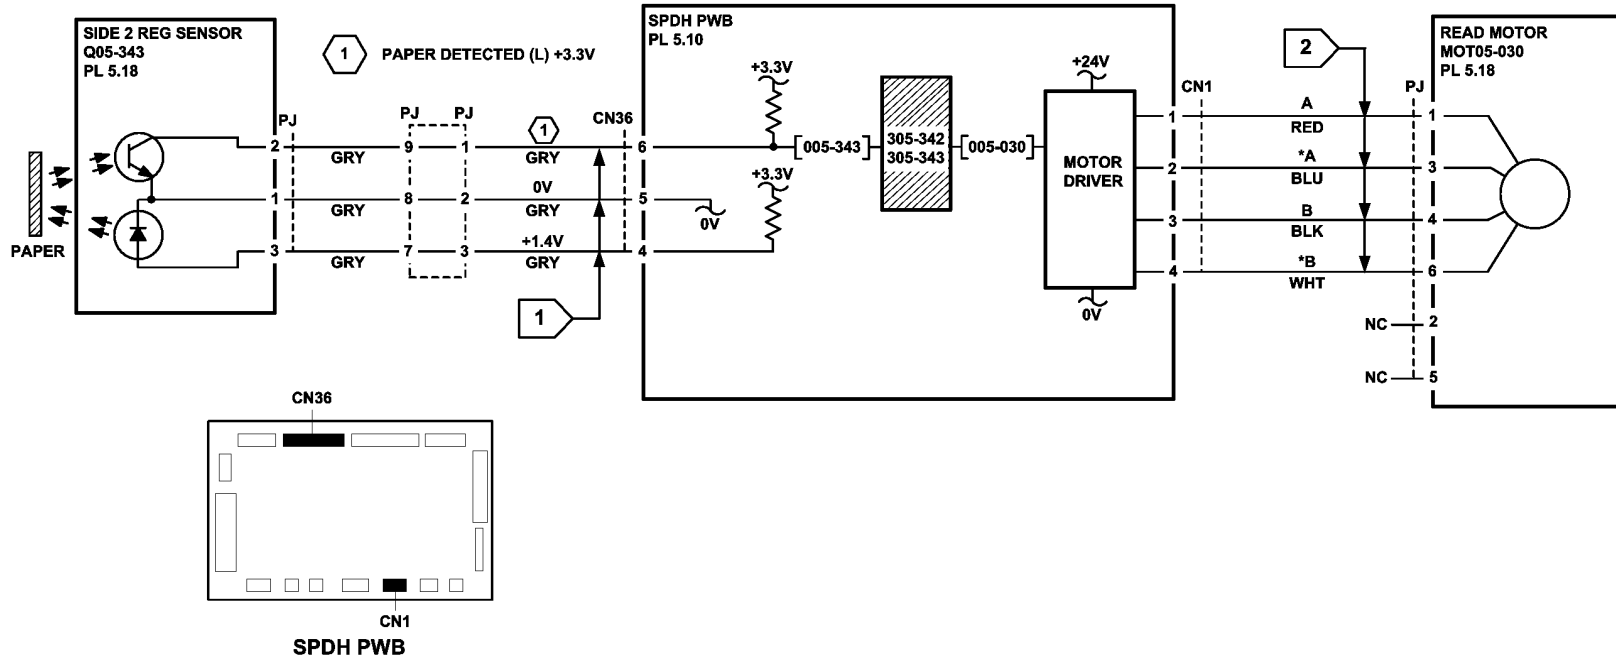 SIDE 2 REG SENSOR
Q05-343
PL 5.18
1
PAPER DETECTED (L) +3.3V
SPDH PWB
PL 5.10
READ MOTOR
MOT05-030
PL 5.18
2
+3.3V
+24V
CN1
PJ
PJ
PJ
PJ
CN36
1
A
RED
1
1
2
GRY
9
1
GRY
6
[005-343]
305-342
305-343
[005-030]
MOTOR
DRIVER
*A
BLU
2
3
+3.3V
1
GRY
8
2
0V
GRY
5
0V
B
BLK
3
4
PAPER
3
GRY
7
3
+1.4V
GRY
4
*B
WHT
4
6
0V
1
NC
2
NC
5
CN36
CN1
SPDH PWB